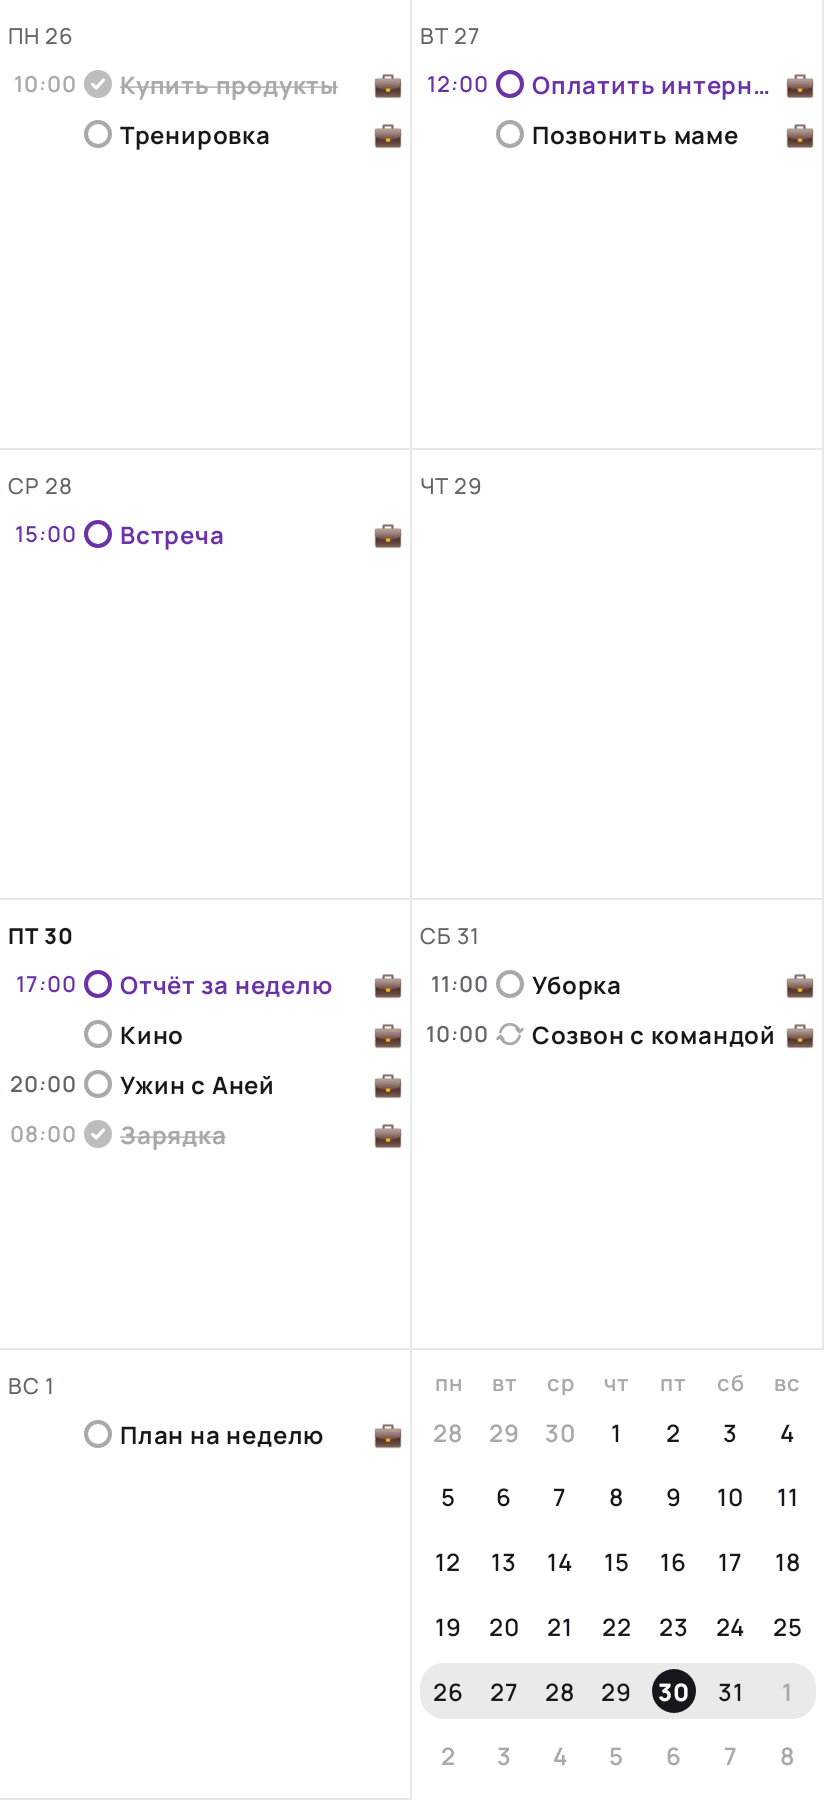 ПН 26
10:00 Купить продукты
Тренировка
ВТ 27
12:00 Оплатить интерн...
Позвонить маме
СР 28
15:00 Встреча
ЧТ 29
ПТ 30
17:00 Отчёт за неделю
Кино
20:00 Ужин с Аней
08:00 Зарядка
СБ 31
11:00 Уборка
10:00 Созвон с командой
ВС 1
План на неделю
пн вт ср чт пт сб вс
28 29 30 1 2 3 4
5 6 7 8 9 10 11
12 13 14 15 16 17 18
19 20 21 22 23 24 25
26 27 28 29 30 31 1
2 3 4 5 6 7 8